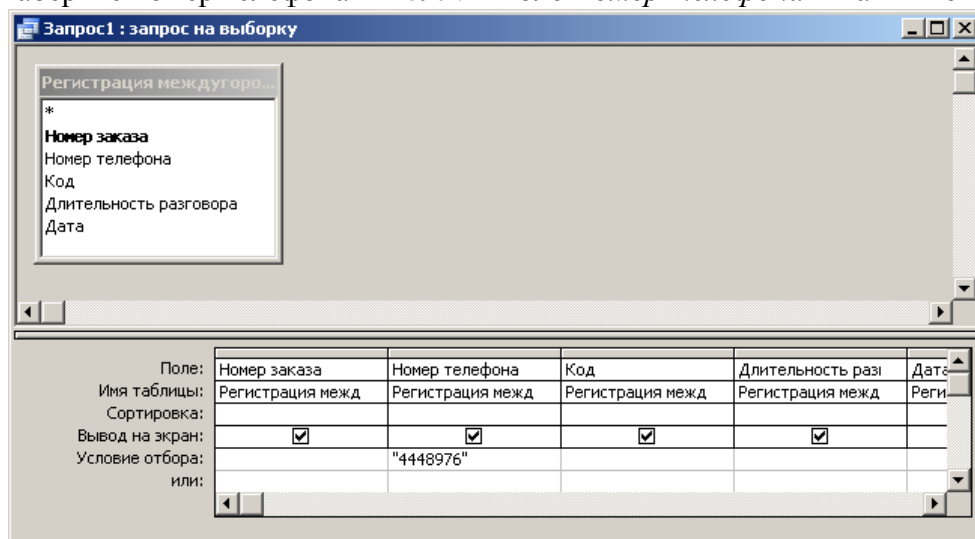 Запрос1 : запрос на выборку
Регистрация междугоро...
*
Номер заказа
Номер телефона
Код
Длительность разговора
Дата
Поле: Номер заказа Номер телефона Код Длительность разі Дата
Имя таблицы: Регистрация межд Регистрация межд Регистрация межд Регистрация межд Реги
Сортировка:
Вывод на экран:
Условие отбора: "4448976"
или: